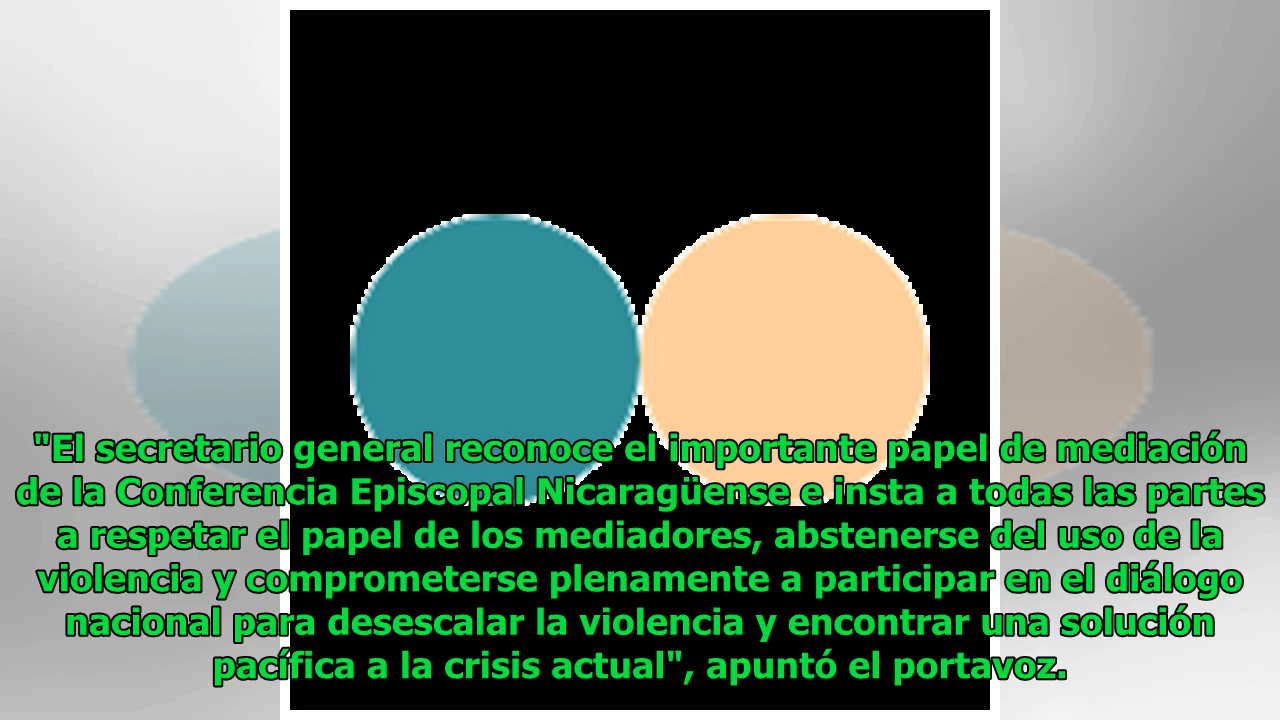 "El secretario general reconoce el importante papel de mediación
de la Conferencia Episcopal Nicaragüense e insta a todas las partes
a respetar el papel de los mediadores, abstenerse del uso de la
violencia y comprometerse plenamente a participar en el diálogo
nacional para desescalar la violencia y encontrar una solución
pacífica a la crisis actual", apuntó el portavoz.